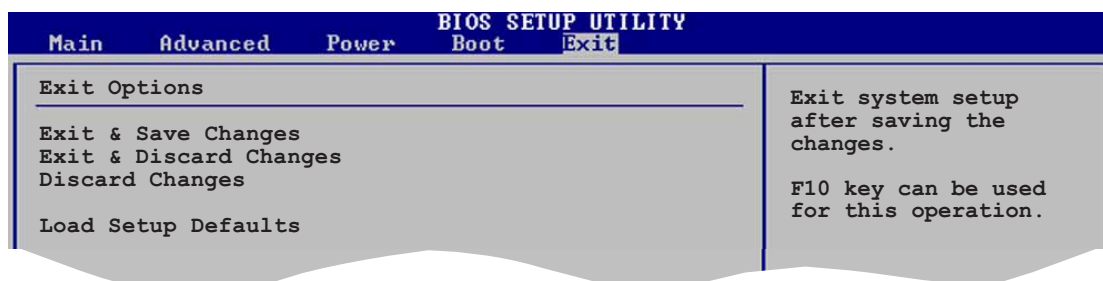 BIOS SETUP UTILITY
Main Advanced Power Boot Exit
Exit Options
Exit & Save Changes
Exit & Discard Changes
Discard Changes
Load Setup Defaults
Exit system setup
after saving the
changes.
F10 key can be used
for this operation.